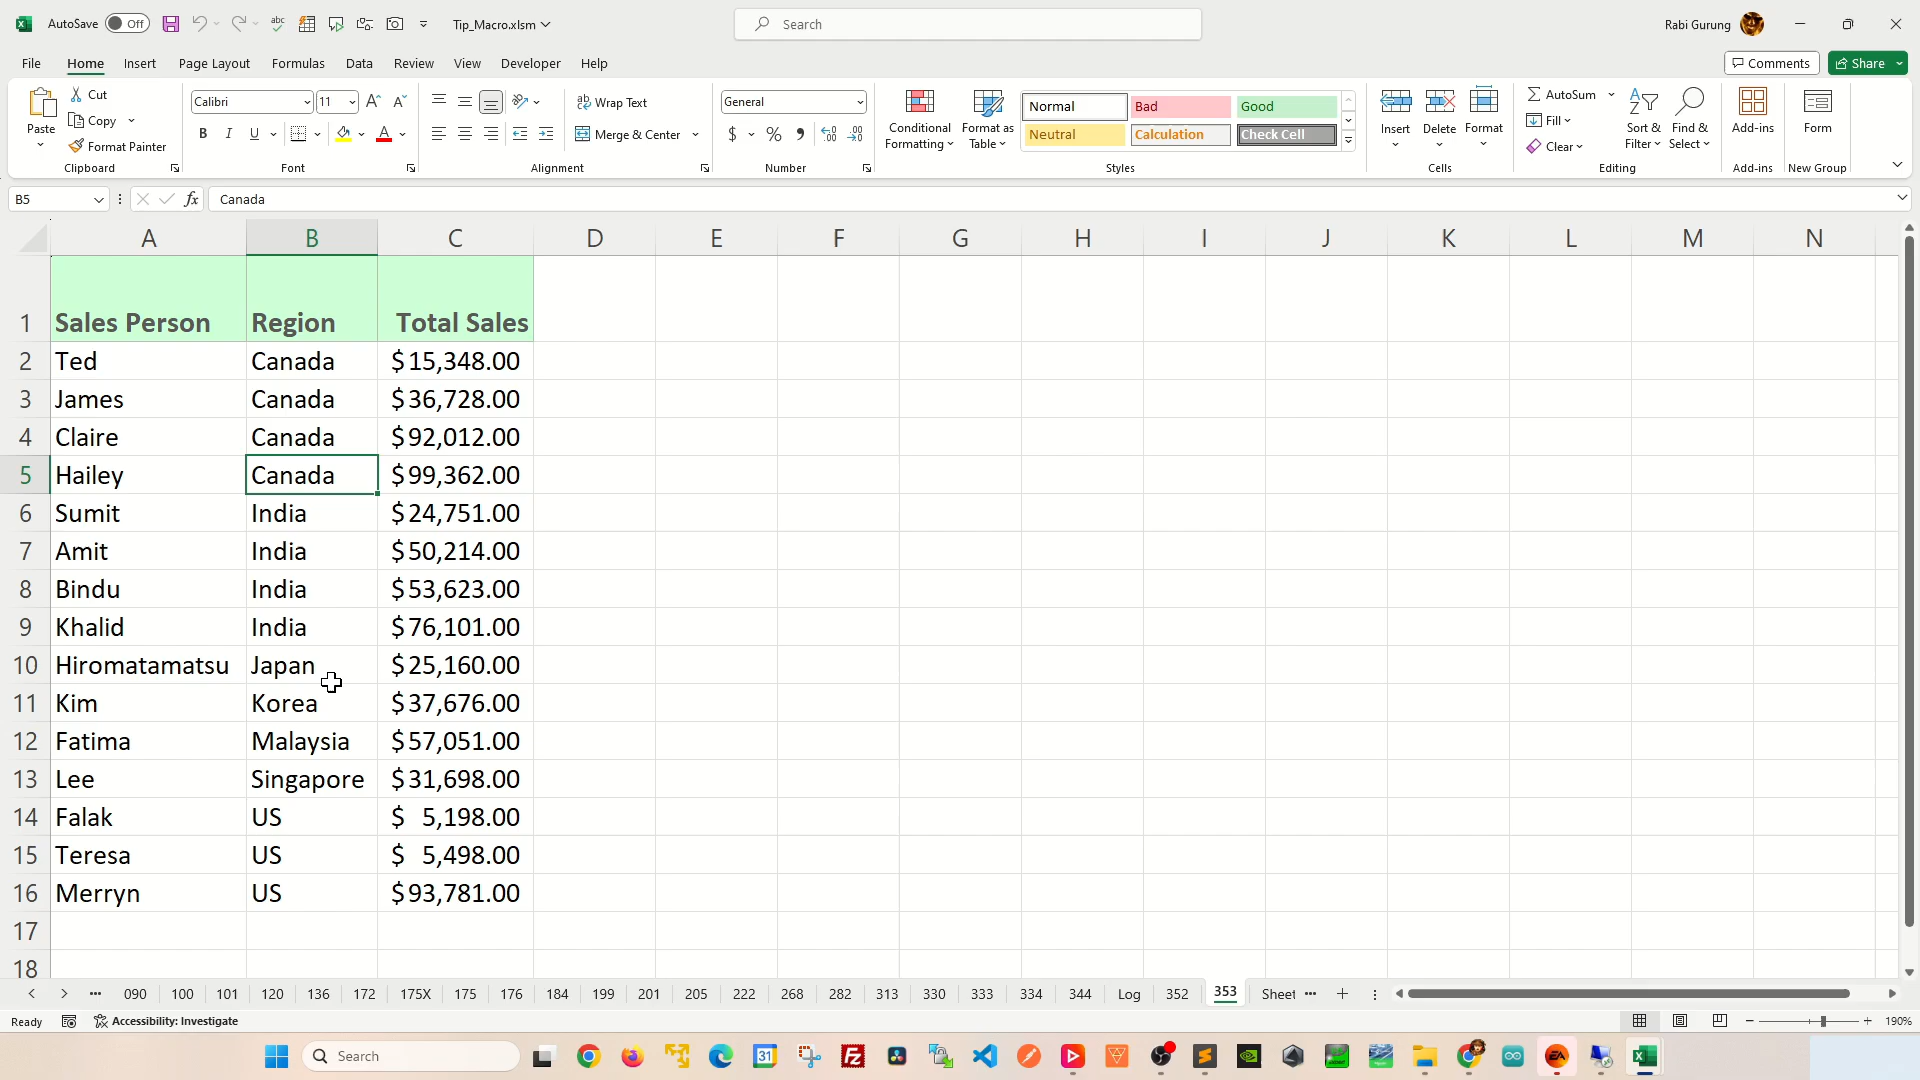 AutoSave Off abc Tip_Macro.xlsm Search Rabi Gurung
File Home Insert Page Layout Formulas Data Review View Developer Help Comments Share
Paste Cut Copy Format Painter Clipboard
Calibri 11 B I U A Font
Wrap Text Merge & Center Alignment
General $ % Number
Conditional Formatting Format as Table Normal Bad Good Neutral Calculation Check Cell Styles
Insert Delete Format Cells
AutoSum Fill Clear Sort & Filter Find & Select Editing
Add-ins Add-ins
Form New Group
B5 fx Canada
A B C D E F G H I J K L M N
1 Sales Person Region Total Sales
2 Ted Canada $15,348.00
3 James Canada $36,728.00
4 Claire Canada $92,012.00
5 Hailey Canada $99,362.00
6 Sumit India $24,751.00
7 Amit India $50,214.00
8 Bindu India $53,623.00
9 Khalid India $76,101.00
10 Hiromatamatsu Japan $25,160.00
11 Kim Korea $37,676.00
12 Fatima Malaysia $57,051.00
13 Lee Singapore $31,698.00
14 Falak US $ 5,198.00
15 Teresa US $ 5,498.00
16 Merryn US $93,781.00
17
18
090 100 101 120 136 172 175X 175 176 184 199 201 205 222 268 282 313 330 333 334 344 Log 352 353 Sheet
Ready Accessibility: Investigate 190%
Search